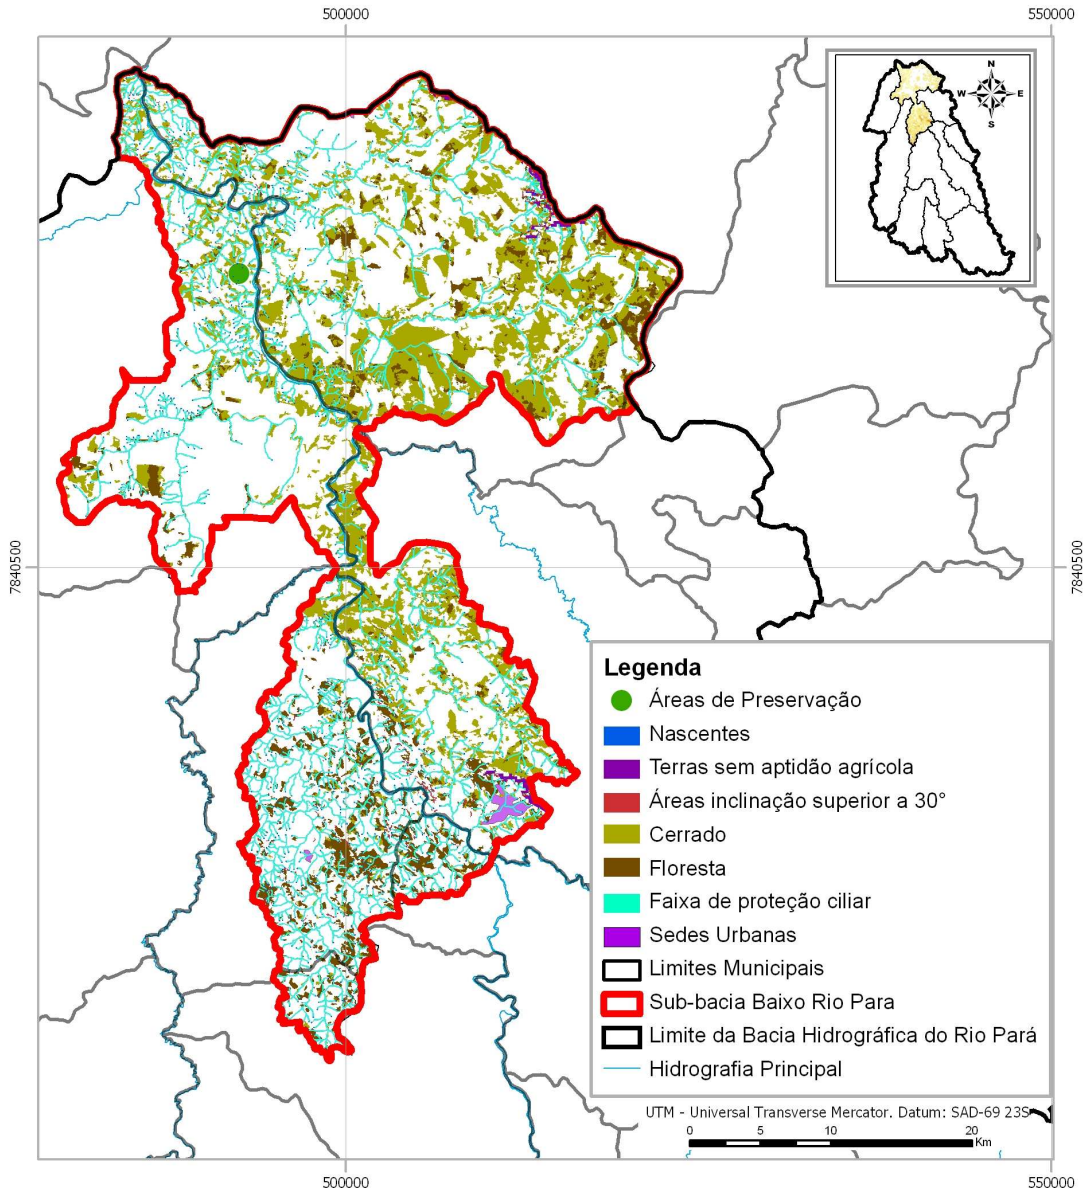 500000
550000
N
W
E
S
7840500
7840500
Legenda
Áreas de Preservação
Nascentes
Terras sem aptidão agrícola
Áreas inclinação superior a 30°
Cerrado
Floresta
Faixa de proteção ciliar
Sedes Urbanas
Limites Municipais
Sub-bacia Baixo Rio Para
Limite da Bacia Hidrográfica do Rio Pará
Hidrografia Principal
UTM - Universal Transverse Mercator. Datum: SAD-69 23S
0 5 10 20
Km
500000
550000